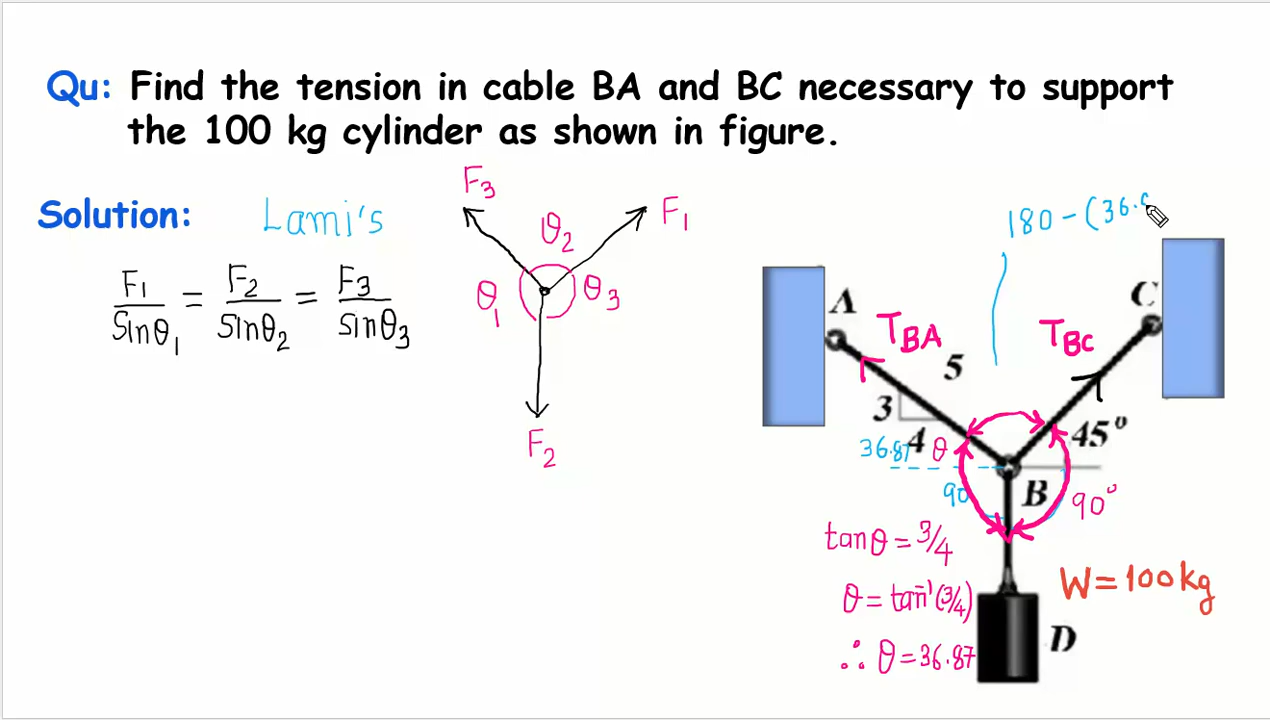 Qu: Find the tension in cable BA and BC necessary to support
the 100 kg cylinder as shown in figure.
Solution: Lami's
F1/Sinθ1 = F2/Sinθ2 = F3/Sinθ3
F3
F1
θ2
θ1
θ3
F2
180 - (36.
A
C
TBA
TBC
5
3
4
45°
36.87
θ
B
90
90°
tanθ = 3/4
θ = tan⁻¹(3/4)
∴ θ = 36.87
W = 100kg
D